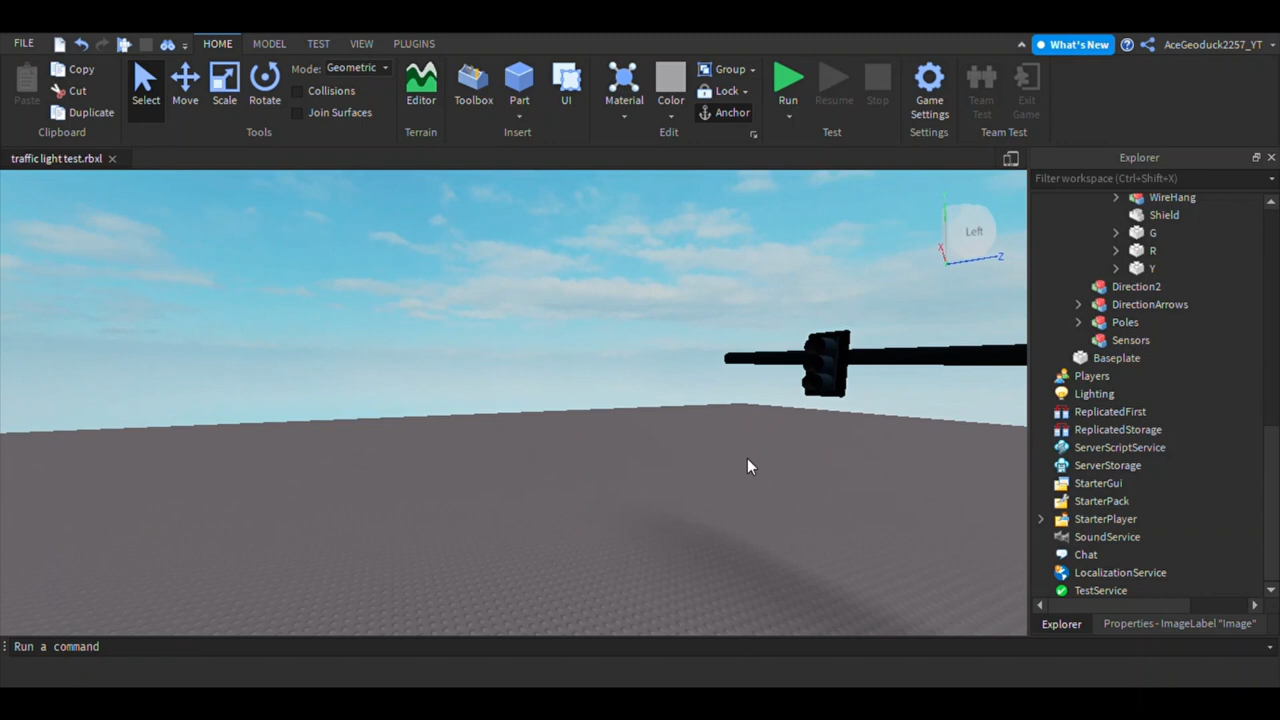 FILE HOME MODEL TEST VIEW PLUGINS What's New AceGeoduck2257_YT
Paste Copy Cut Duplicate
Clipboard
Select Move Scale Rotate
Mode: Geometric
Collisions
Join Surfaces
Tools
Editor
Terrain
Toolbox Part UI
Insert
Material Color Group Lock Anchor
Edit
Run Resume Stop
Test
Game Settings
Settings
Team Test Exit Game
Team Test
traffic light test.rbxl
Left
X
Z
Explorer
Filter workspace (Ctrl+Shift+X)
WireHang
Shield
G
R
Y
Direction2
DirectionArrows
Poles
Sensors
Baseplate
Players
Lighting
ReplicatedFirst
ReplicatedStorage
ServerScriptService
ServerStorage
StarterGui
StarterPack
StarterPlayer
SoundService
Chat
LocalizationService
TestService
Explorer Properties - ImageLabel "Image"
Run a command